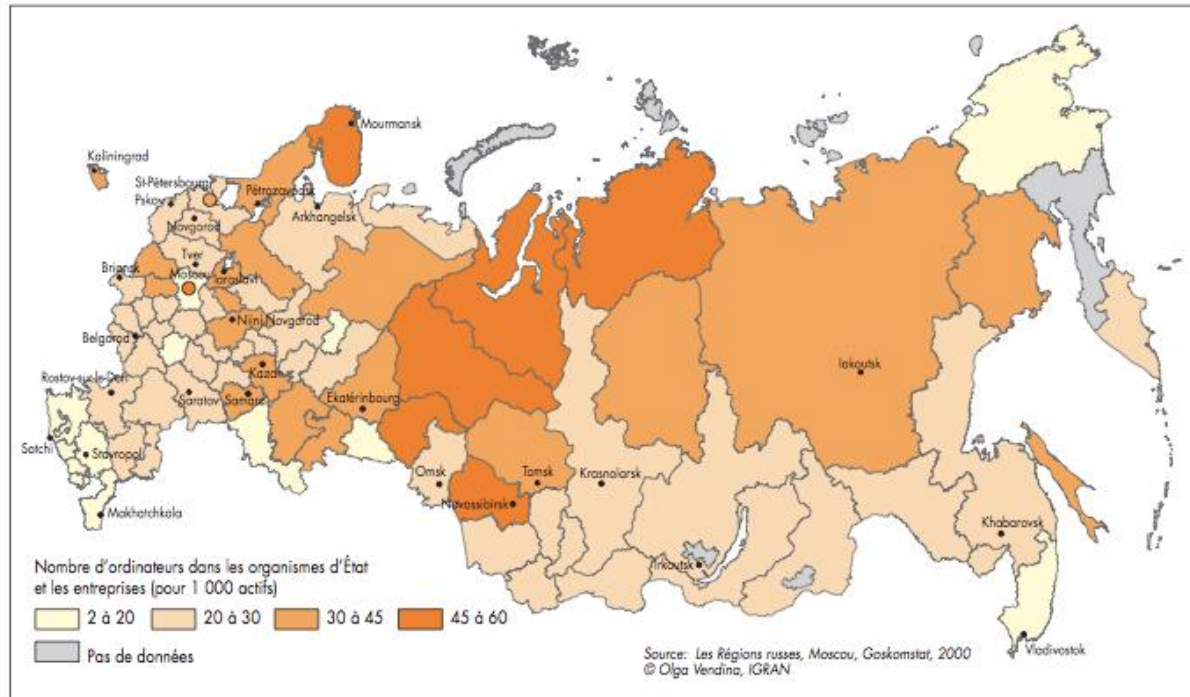 Mourmansk
Kaliningrad
St-Pétersbourg
Pskov
Pétrozavodsk
Novgorod
Arkhangelsk
Tver
Briansk
Moscou
Iaroslavl
Nijni Novgorod
Belgorod
Iakoutsk
Kazan
Rostov-sur-le-Don
Saratov
Samara
Ekatérinbourg
Sotchi
Stavropol
Omsk
Tomsk
Krasnoïarsk
Novossibirsk
Makhatchkala
Khabarovsk
Irkoutsk
Nombre d'ordinateurs dans les organismes d'État
et les entreprises (pour 1 000 actifs)
2 à 20
20 à 30
30 à 45
45 à 60
Pas de données
Vladivostok
Source: Les Régions russes, Moscou, Goskomstat, 2000
© Olga Vendina, IGRAN